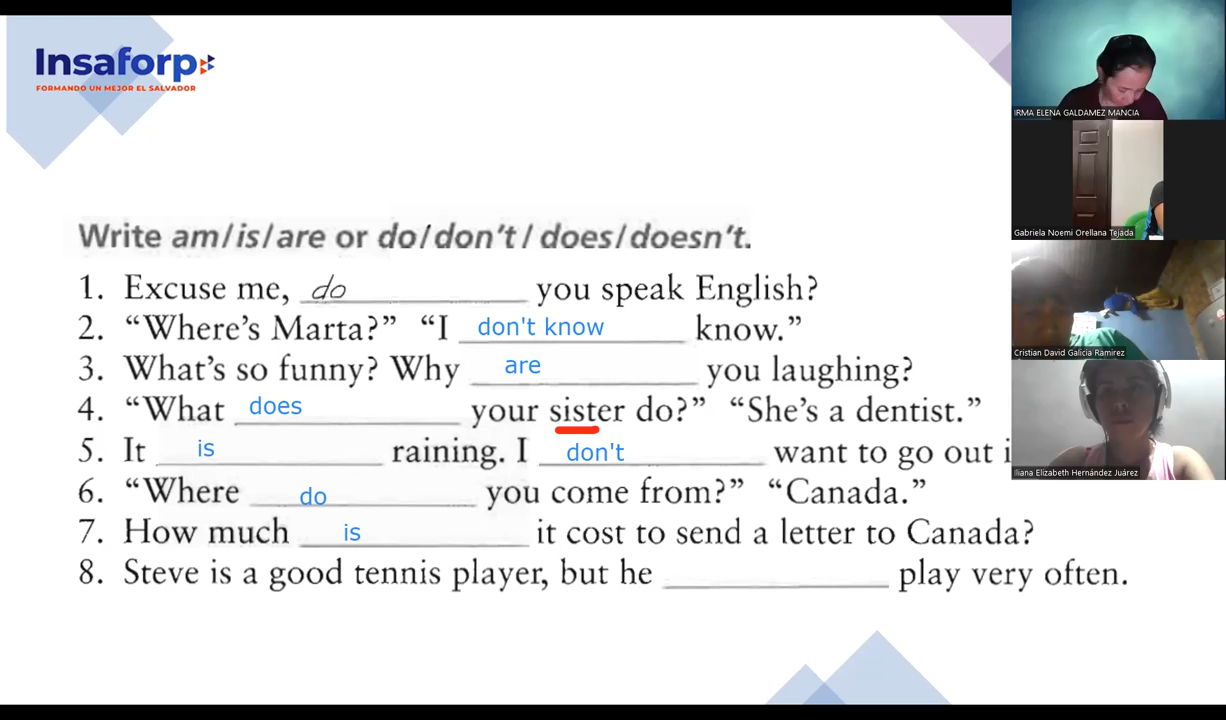 Insaforp
FORMANDO UN MEJOR EL SALVADOR
Write am/is/are or do/don't/does/doesn't.
1. Excuse me, do you speak English?
2. "Where's Marta?" "I don't know know."
3. What's so funny? Why are you laughing?
4. "What does your sister do?" "She's a dentist."
5. It is raining. I don't want to go out i
6. "Where do you come from?" "Canada."
7. How much is it cost to send a letter to Canada?
8. Steve is a good tennis player, but he play very often.
IRMA ELENA GALDAMEZ MANCIA
Gabriela Noemi Orellana Tejada
Cristian David Galicia Ramirez
Iliana Elizabeth Hernández Juárez